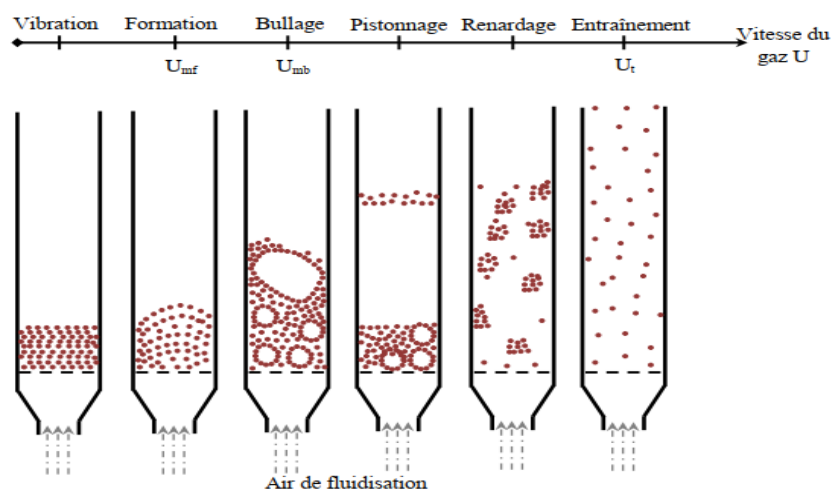 Vibration Formation Bullage Pistonnage Renardage Entraînement
Vitesse du
gaz U
Umf Umb Ut
Air de fluidisation